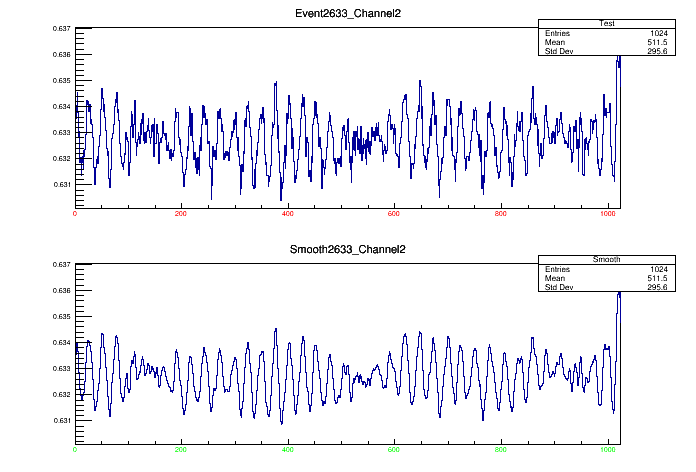 Event2633_Channel2
Test
Entries 1024
Mean 511.5
Std Dev 295.6
0.637
0.636
0.635
0.634
0.633
0.632
0.631
0 200 400 600 800 1000
Smooth2633_Channel2
Smooth
Entries 1024
Mean 511.5
Std Dev 295.6
0.637
0.636
0.635
0.634
0.633
0.632
0.631
0 200 400 600 800 1000